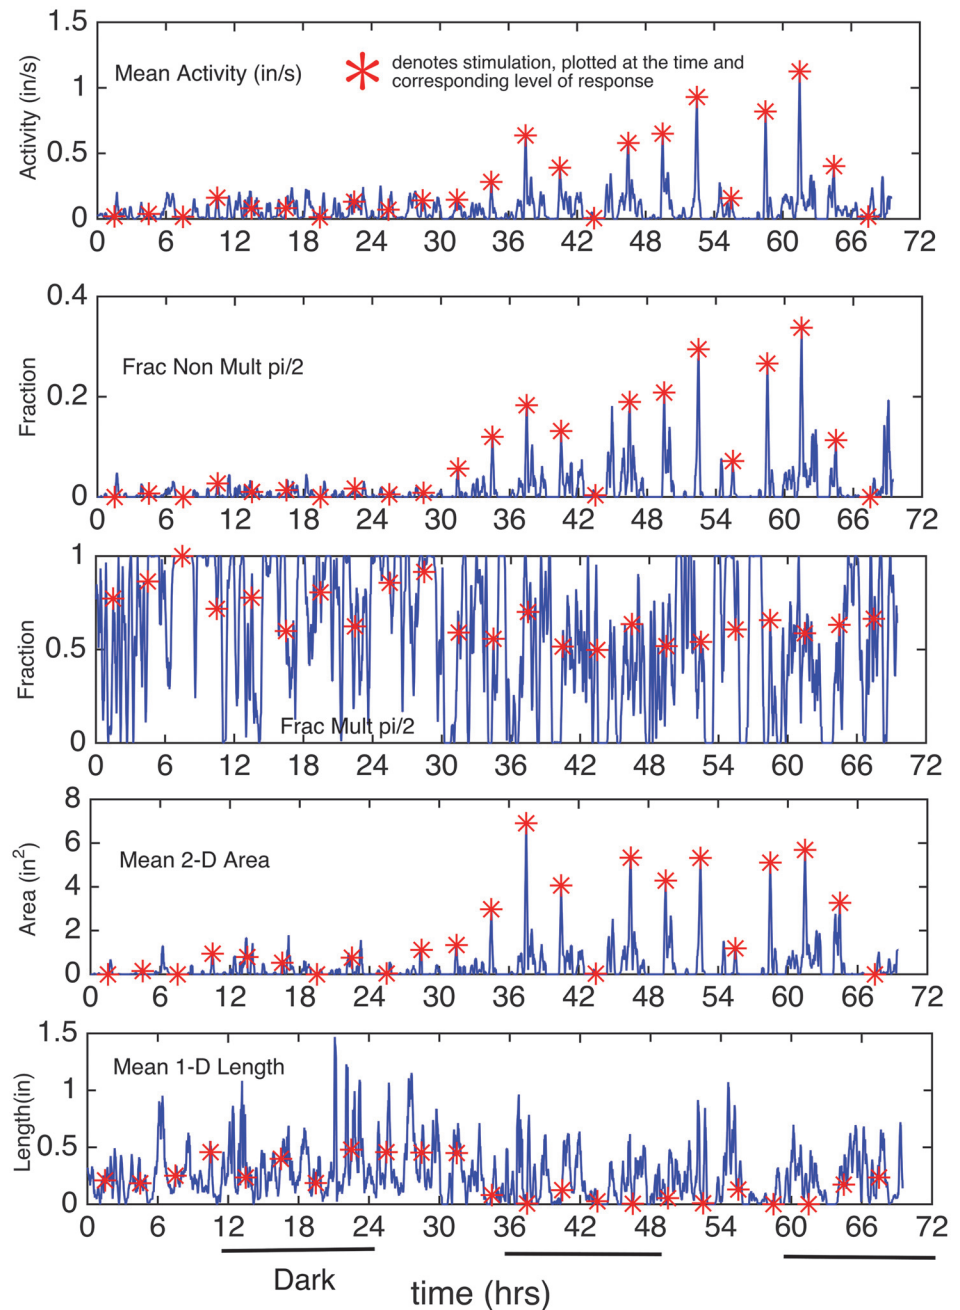 1.5
Mean Activity (in/s)
denotes stimulation, plotted at the time and
corresponding level of response
Activity (in/s)
1
0.5
0
0 6 12 18 24 30 36 42 48 54 60 66 72
0.4
Frac Non Mult pi/2
Fraction
0.2
0
0 6 12 18 24 30 36 42 48 54 60 66 72
1
Fraction
0.5
Frac Mult pi/2
0
0 6 12 18 24 30 36 42 48 54 60 66 72
8
6
Mean 2-D Area
Area (in²)
4
2
0
0 6 12 18 24 30 36 42 48 54 60 66 72
1.5
Mean 1-D Length
Length(in)
1
0.5
0
0 6 12 18 24 30 36 42 48 54 60 66 72
Dark
time (hrs)